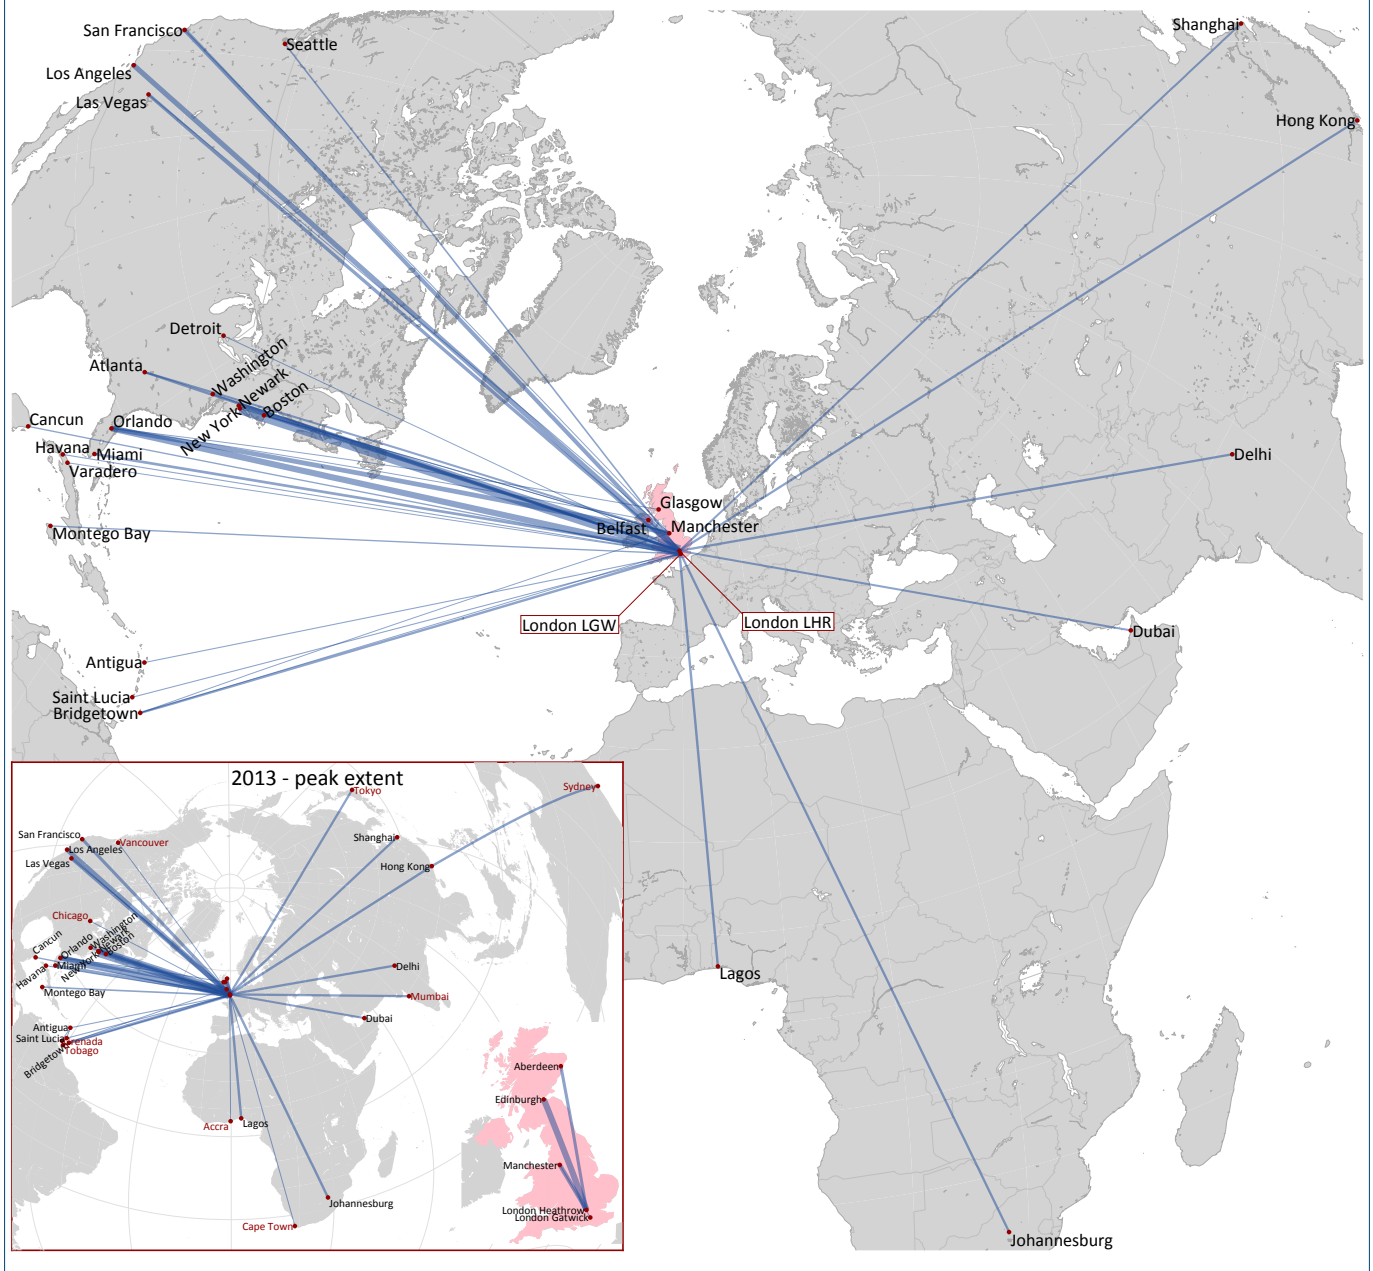 San Francisco
Seattle
Shanghai
Los Angeles
Las Vegas
Hong Kong
Detroit
Washington
Atlanta
Newark
New York
Boston
Cancun
Orlando
Havana
Miami
Varadero
Delhi
Glasgow
Belfast
Manchester
Montego Bay
London LGW
London LHR
Dubai
Antigua
Saint Lucia
Bridgetown
Lagos
Johannesburg
2013 - peak extent
Tokyo
Sydney
San Francisco
Vancouver
Shanghai
Los Angeles
Las Vegas
Hong Kong
Chicago
Washington
Newark
Boston
New York
Cancun
Orlando
Havana
Miami
Montego Bay
Delhi
Mumbai
Dubai
Antigua
Saint Lucia
Grenada
Tobago
Bridgetown
Accra
Lagos
Johannesburg
Cape Town
Aberdeen
Edinburgh
Manchester
London Heathrow
London Gatwick